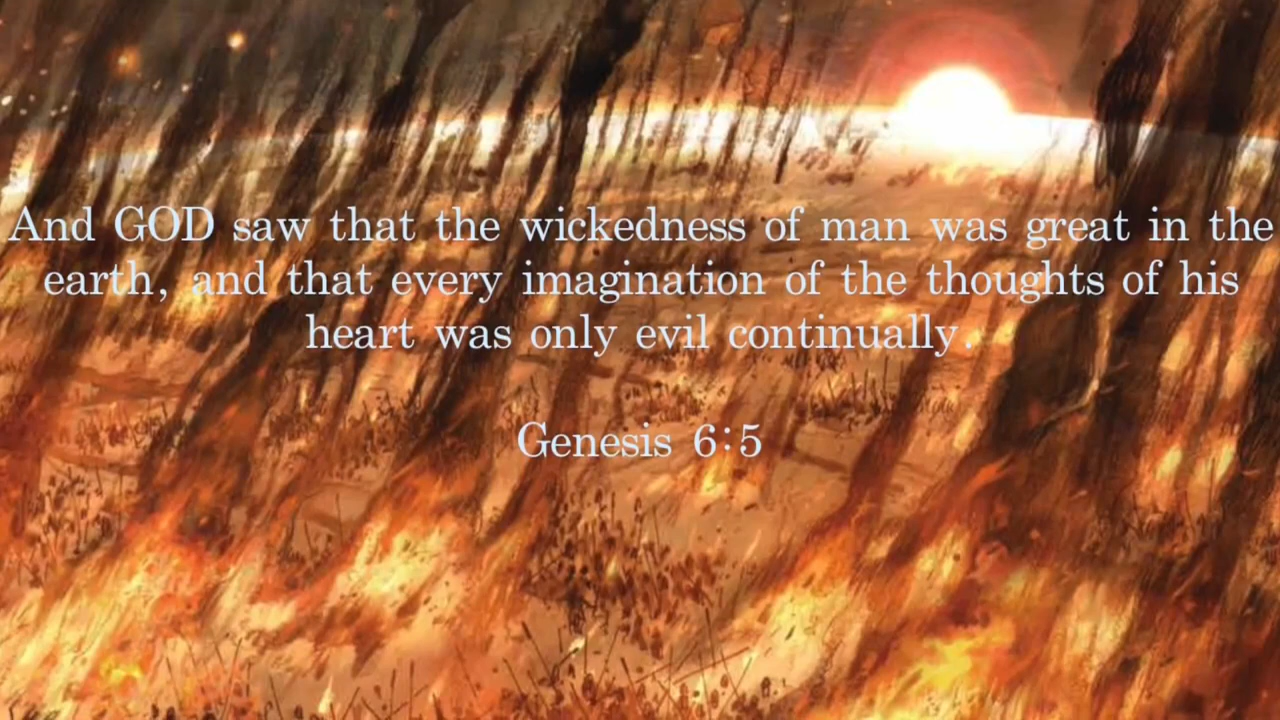 And GOD saw that the wickedness of man was great in the
earth, and that every imagination of the thoughts of his
heart was only evil continually.
Genesis 6:5